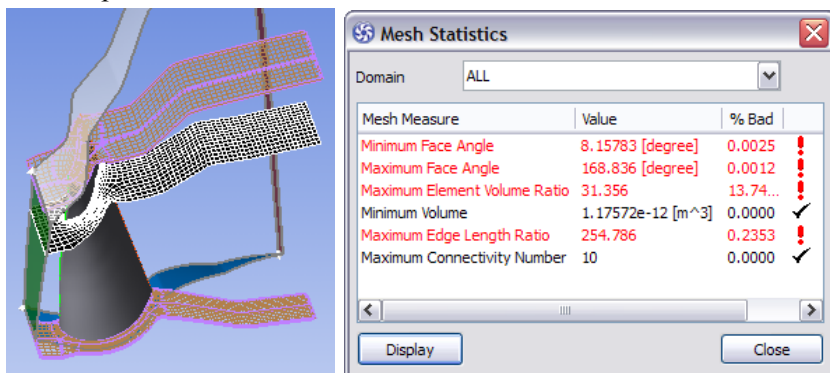 Mesh Statistics
Domain ALL
Mesh Measure Value % Bad
Minimum Face Angle 8.15783 [degree] 0.0025
Maximum Face Angle 168.836 [degree] 0.0012
Maximum Element Volume Ratio 31.356 13.74...
Minimum Volume 1.17572e-12 [m^3] 0.0000
Maximum Edge Length Ratio 254.786 0.2353
Maximum Connectivity Number 10 0.0000
Display Close